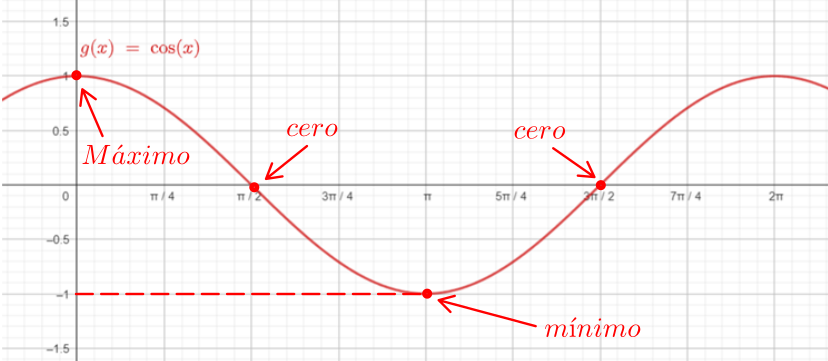 1.5
g(x) = cos(x)
1
cero
cero
0.5
Máximo
0
π / 4
π / 2
3π / 4
π
5π / 4
3π / 2
7π / 4
2π
−0.5
−1
mínimo
−1.5